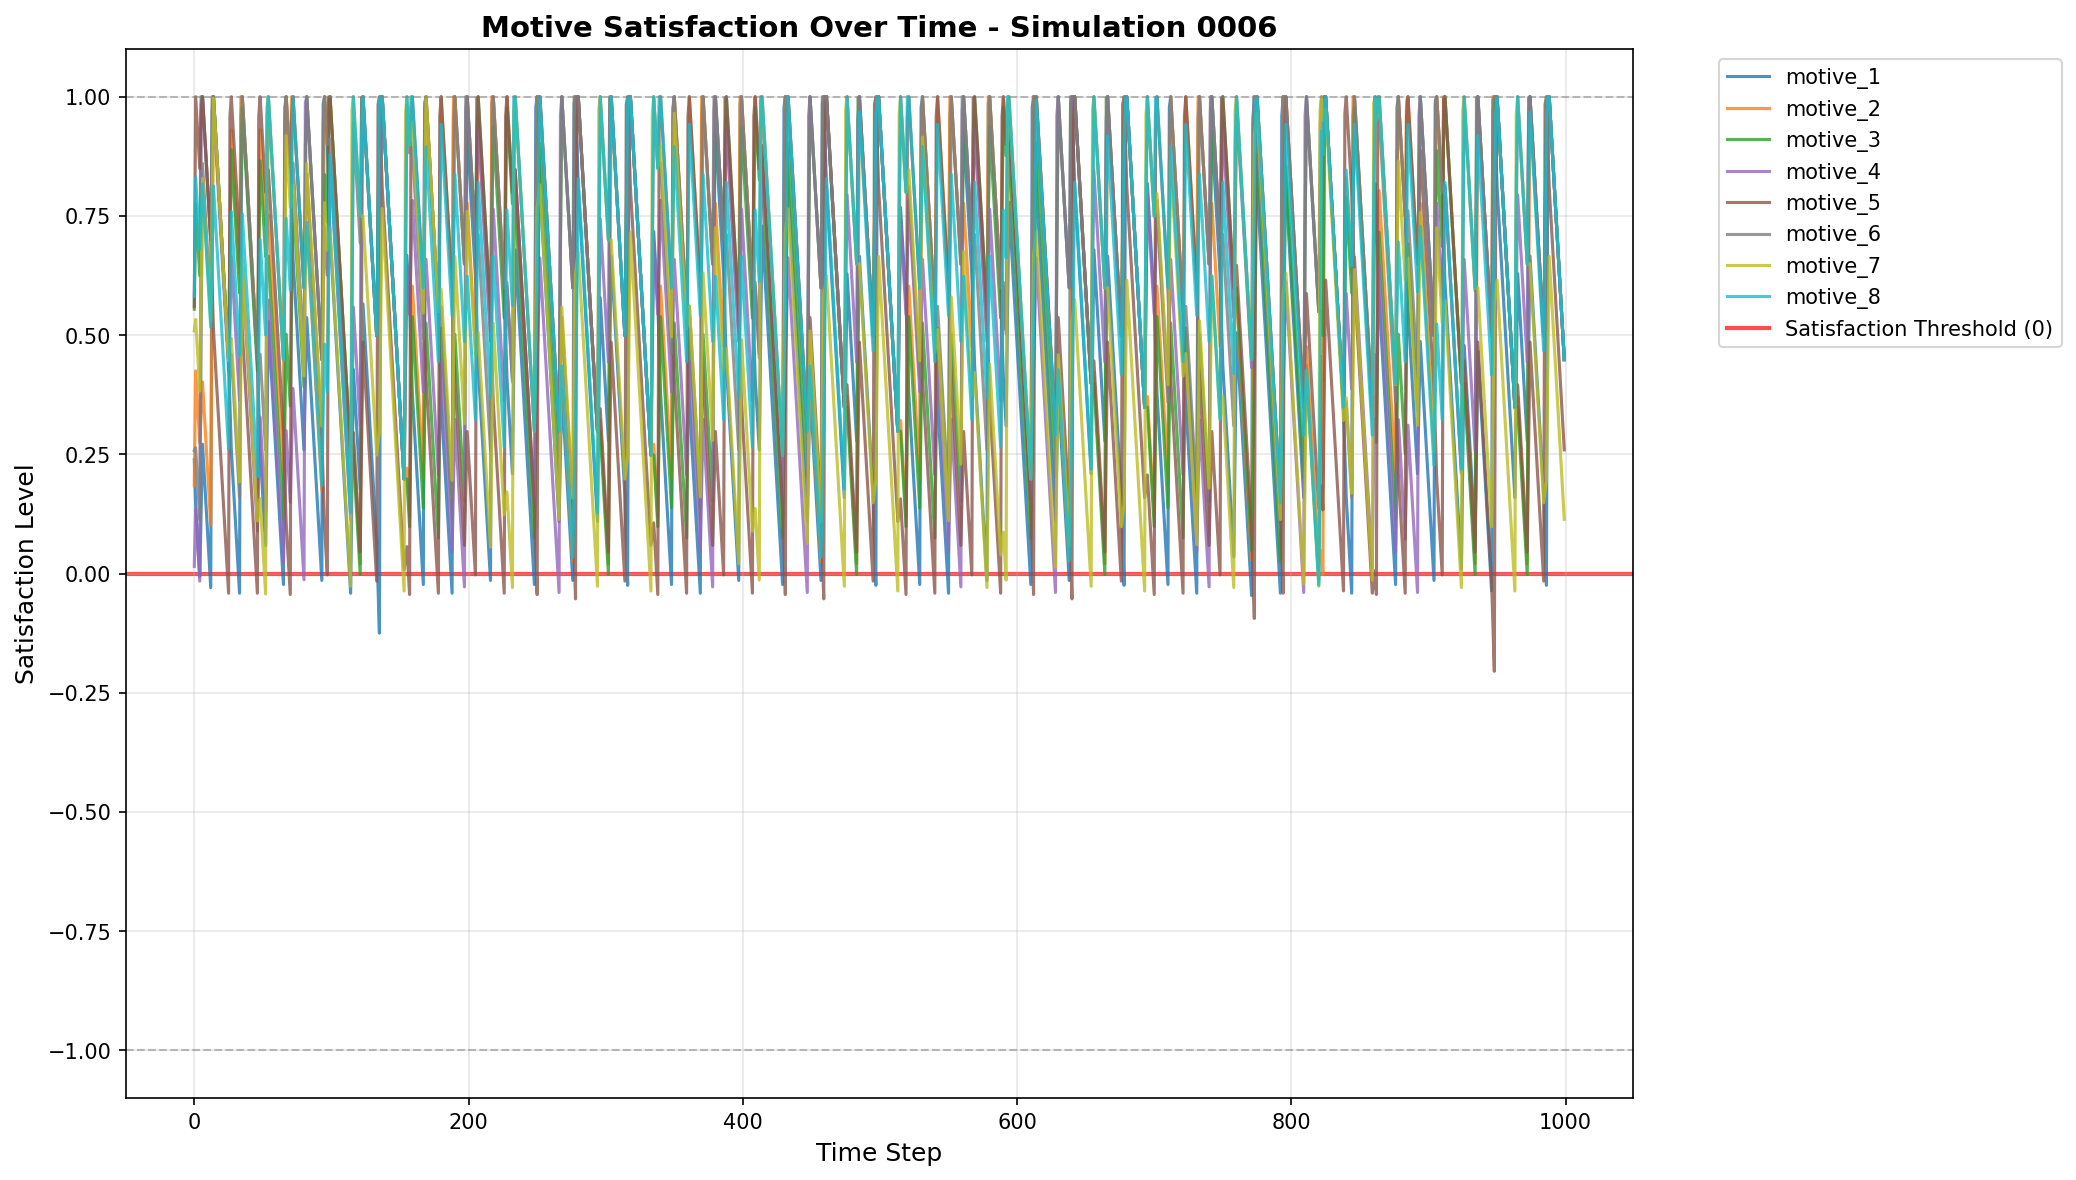 Motive Satisfaction Over Time - Simulation 0006
Satisfaction Level
1.00
0.75
0.50
0.25
0.00
−0.25
−0.50
−0.75
−1.00
0
200
400
600
800
1000
Time Step
motive_1
motive_2
motive_3
motive_4
motive_5
motive_6
motive_7
motive_8
Satisfaction Threshold (0)